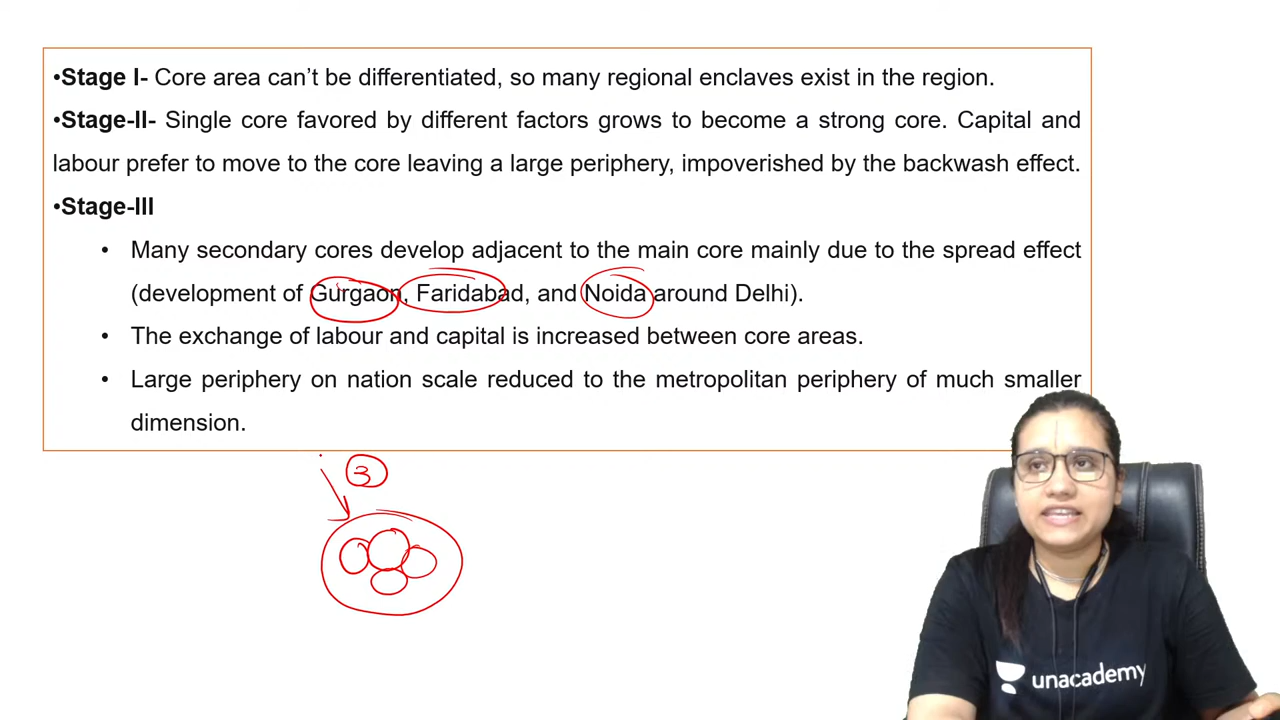 •Stage I- Core area can't be differentiated, so many regional enclaves exist in the region.
•Stage-II- Single core favored by different factors grows to become a strong core. Capital and
labour prefer to move to the core leaving a large periphery, impoverished by the backwash effect.
•Stage-III
• Many secondary cores develop adjacent to the main core mainly due to the spread effect
(development of Gurgaon, Faridabad, and Noida around Delhi).
• The exchange of labour and capital is increased between core areas.
• Large periphery on nation scale reduced to the metropolitan periphery of much smaller
dimension.
3
unacademy